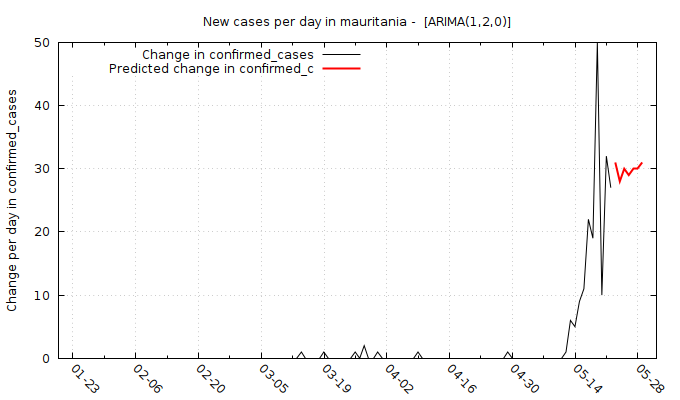 New cases per day in mauritania -  [ARIMA(1,2,0)]
Change in confirmed_cases
Predicted change in confirmed_c
Change per day in confirmed_cases
50
40
30
20
10
0
01-23 02-06 02-20 03-05 03-19 04-02 04-16 04-30 05-14 05-28